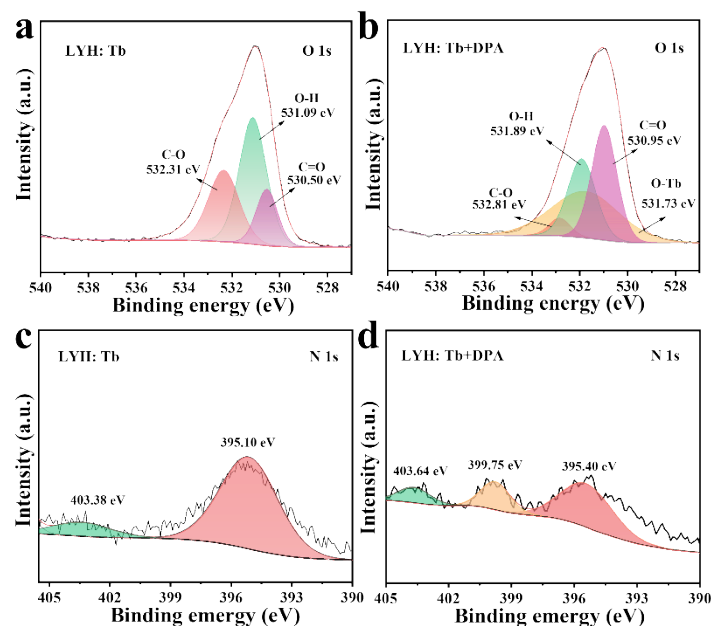 a
LYH: Tb
O 1s
O-H
531.09 eV
C-O
532.31 eV
C=O
530.50 eV
Intensity (a.u.)
540 538 536 534 532 530 528
Binding energy (eV)
b
LYH: Tb+DPA
O 1s
O-H
531.89 eV
C=O
530.95 eV
C-O
532.81 eV
O-Tb
531.73 eV
Intensity (a.u.)
540 538 536 534 532 530 528
Binding energy (eV)
c
LYH: Tb
N 1s
395.10 eV
403.38 eV
Intensity (a.u.)
405 402 399 396 393 390
Binding emergy (eV)
d
LYH: Tb+DPA
N 1s
403.64 eV
399.75 eV
395.40 eV
Intensity (a.u.)
405 402 399 396 393 390
Binding emergy (eV)